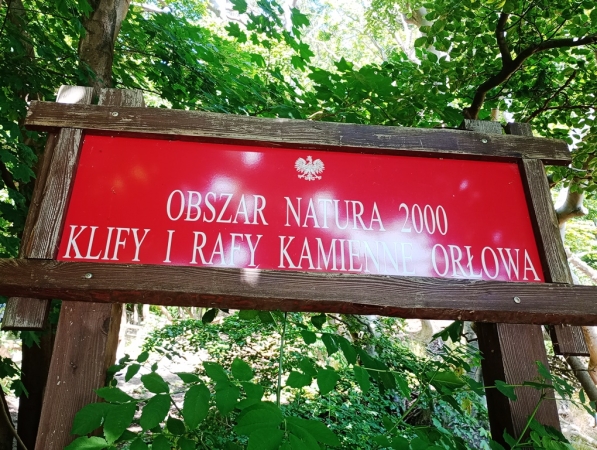 OBSZAR NATURA 2000
KLIFY I RAFY KAMIENNE ORŁOWA